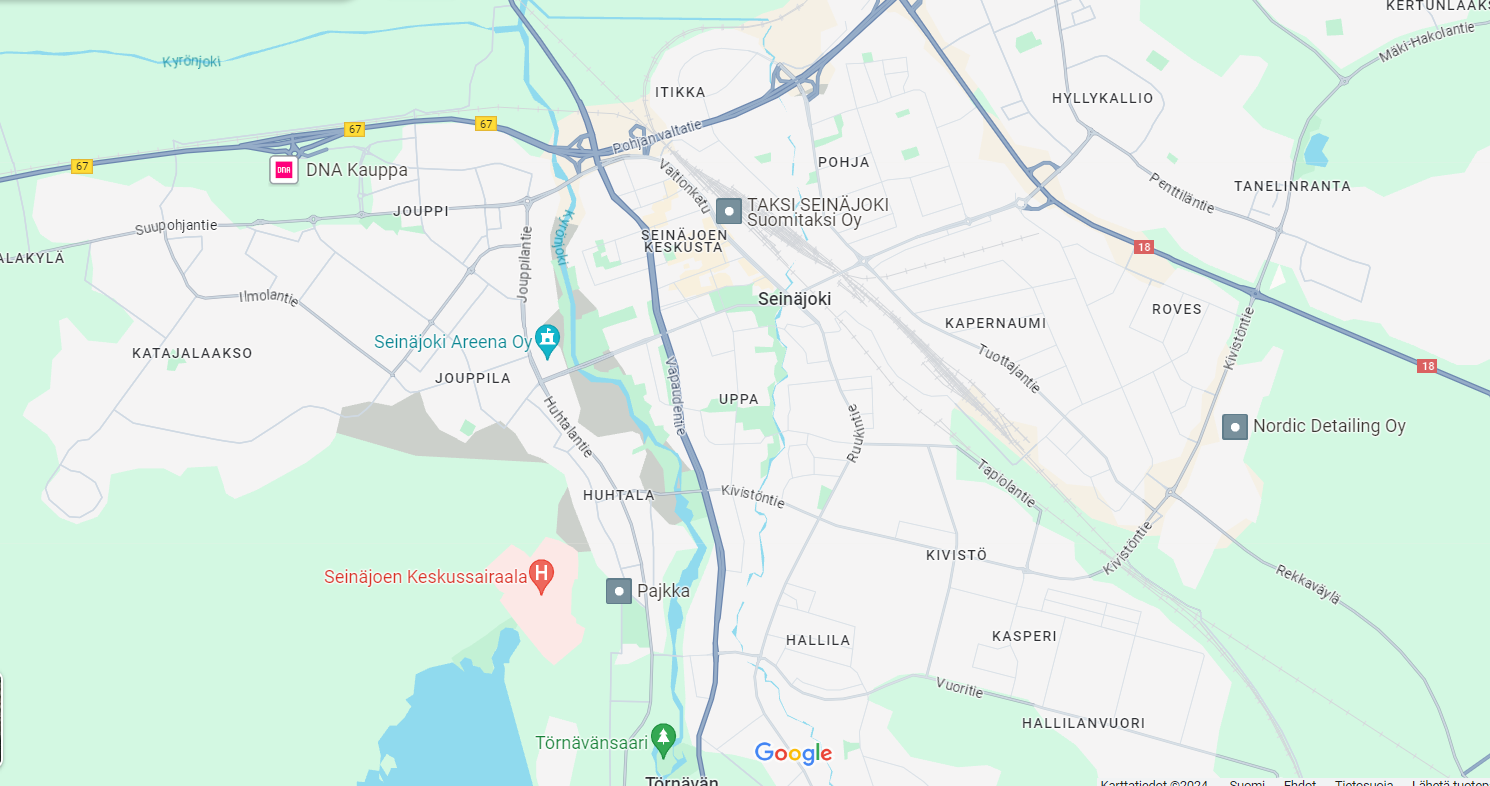 KERTUNLAAKS
Mäki-Hakolantie
Kyrönjoki
ITIKKA
HYLLYKALLIO
67
67
Pohjanvaltatie
67
DNA
DNA Kauppa
POHJA
Vaitionkatu
Penttiläntie
TANELINRANTA
JOUPPI
TAKSI SEINÄJOKI
Suomitaksi Oy
Suupohjantie
Kyrönjoki
SEINÄJOEN
KESKUSTA
18
ALAKYLÄ
Jouppilantie
Ilmolantie
Seinäjoki
ROVES
KAPERNAUMI
Kivistöntie
Seinäjoki Areena Oy
KATAJALAAKSO
Tuottajantie
18
JOUPPILA
Vapaudentie
UPPA
Huhtalantie
Ruukintie
Nordic Detailing Oy
HUHTALA
Kivistöntie
Tapiolantie
KIVISTÖ
Kivistöntie
Seinäjoen Keskussairaala
H
Pajkka
Rekkaväylä
HALLILA
KASPERI
Vuoritie
HALLILANVUORI
Törnävänsaari
Google
Törnävän
Karttatiedot ©2024 Suomi Ehdot Tietosuoja Lähetä tuotep